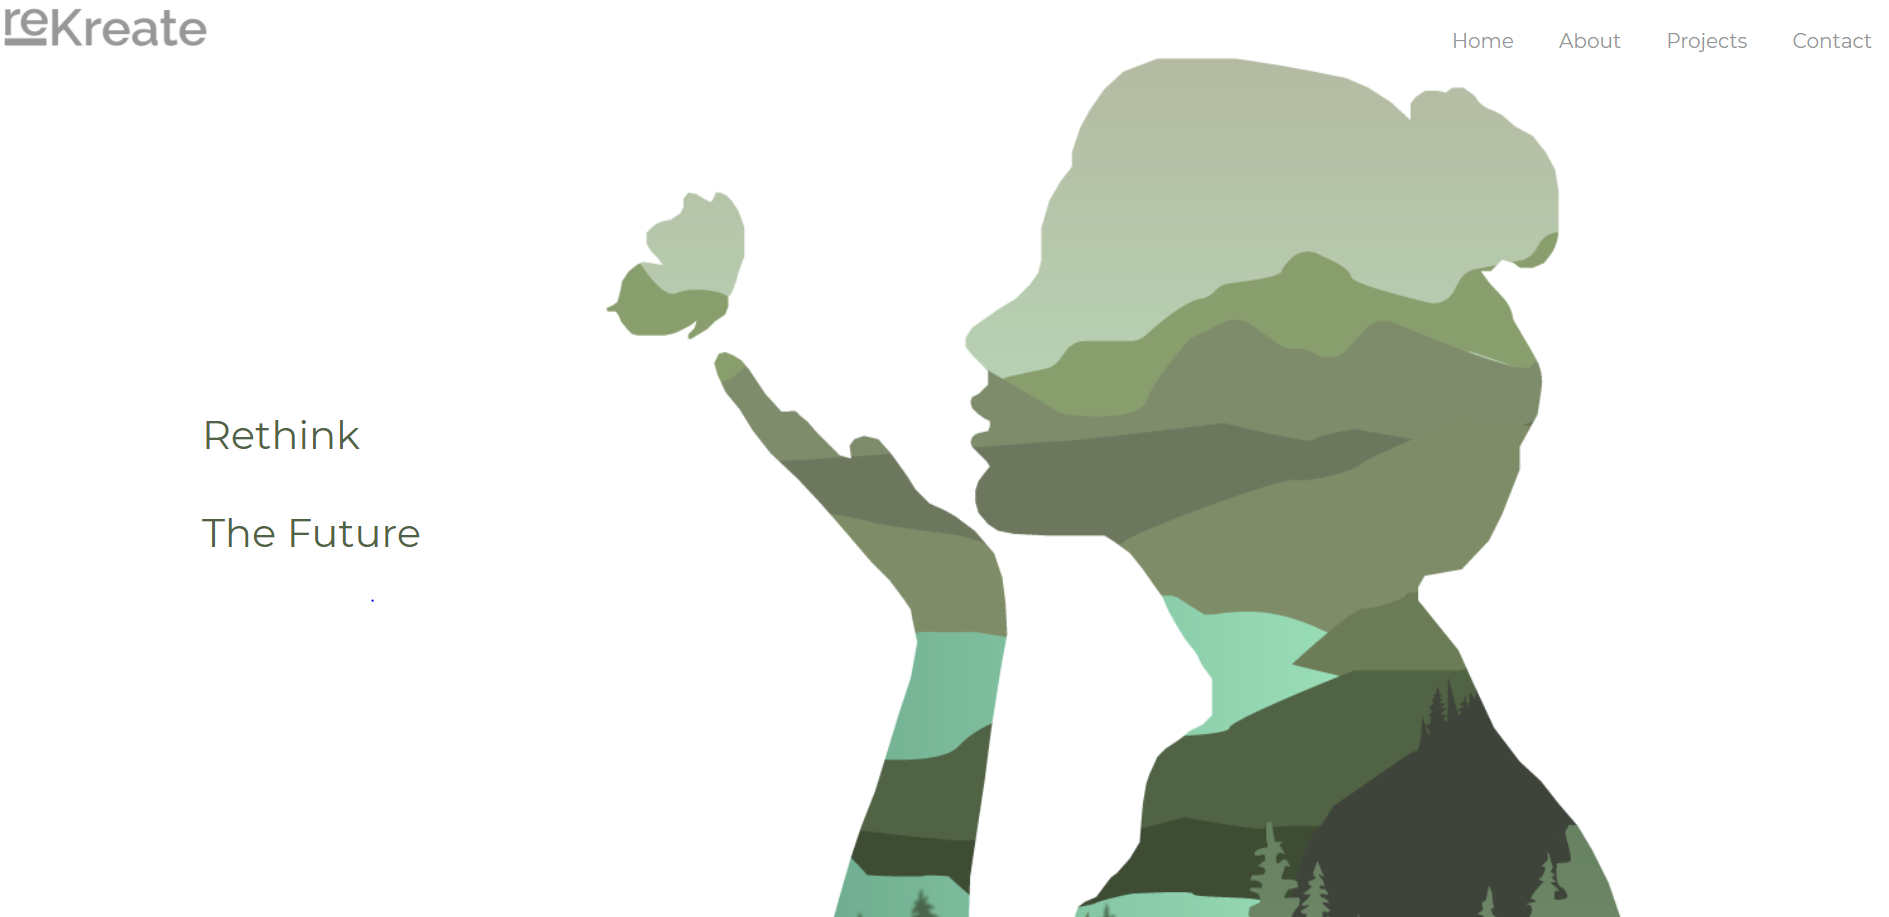 reKreate
Home About Projects Contact
Rethink
The Future